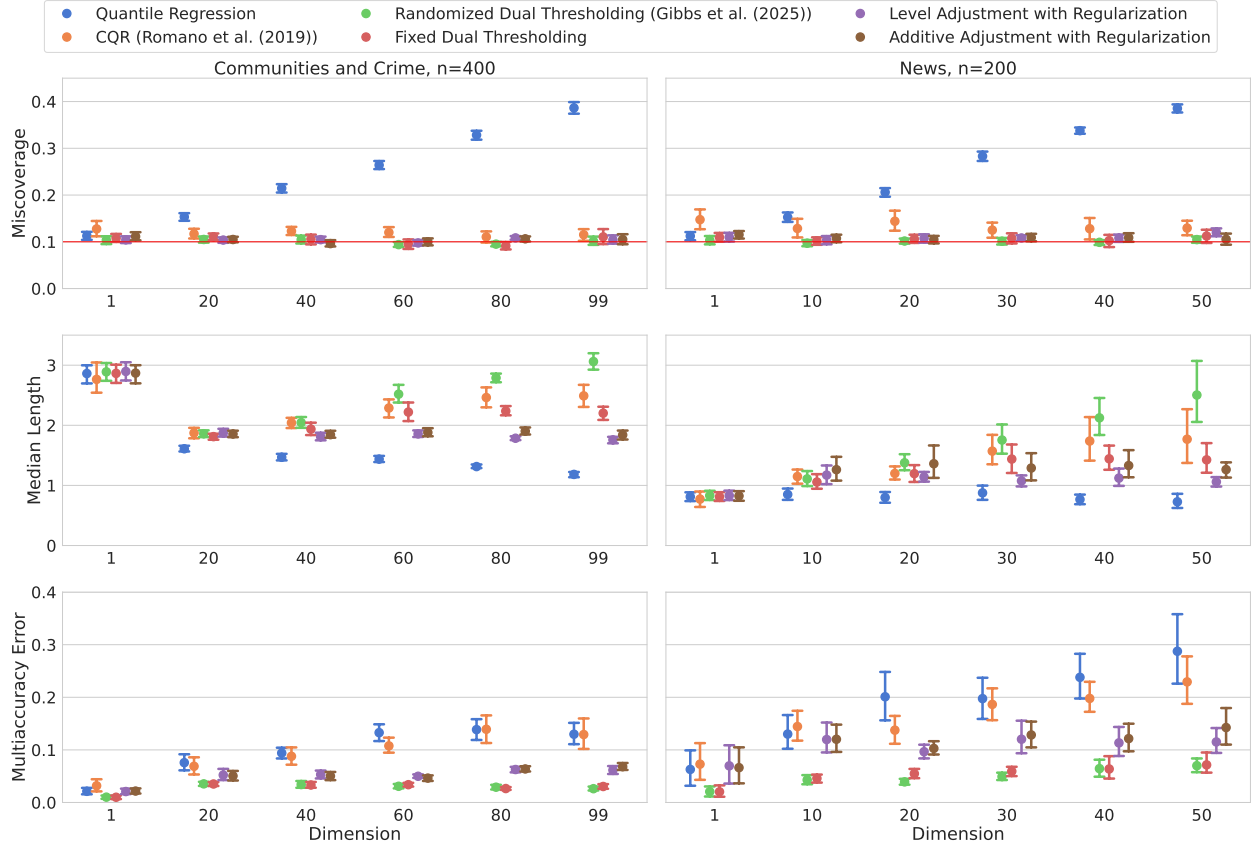 Quantile Regression
CQR (Romano et al. (2019))
Randomized Dual Thresholding (Gibbs et al. (2025))
Fixed Dual Thresholding
Level Adjustment with Regularization
Additive Adjustment with Regularization
Communities and Crime, n=400
News, n=200
Miscoverage
0.4
0.3
0.2
0.1
0.0
1 20 40 60 80 99
1 10 20 30 40 50
Median Length
3
2
1
0
1 20 40 60 80 99
1 10 20 30 40 50
Multiaccuracy Error
0.4
0.3
0.2
0.1
0.0
1 20 40 60 80 99
1 10 20 30 40 50
Dimension
Dimension